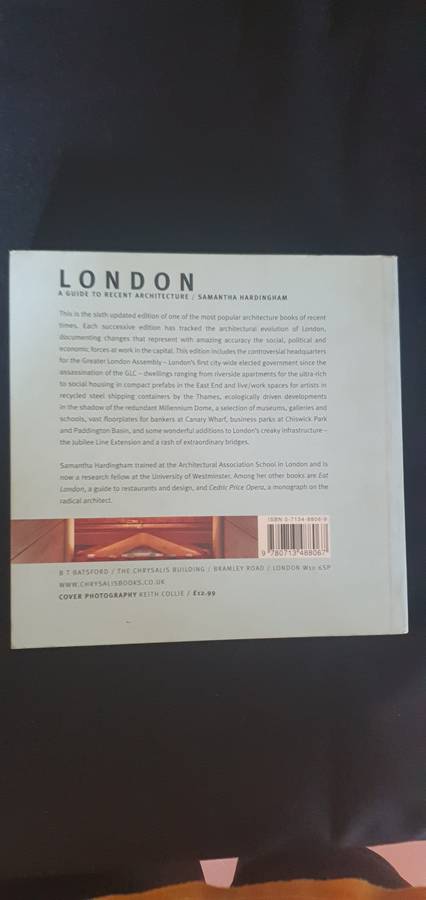 LONDON
A GUIDE TO RECENT ARCHITECTURE / SAMANTHA HARDINGHAM
This is the sixth updated edition of one of the most popular architecture books of recent
times. Each successive edition has tracked the architectural evolution of London,
documenting changes that represent with amazing accuracy the social, political and
economic forces at work in the capital. This edition includes the controversial headquarters
for the Greater London Assembly – London's first city-wide elected government since the
assassination of the GLC – dwellings ranging from riverside apartments for the ultra-rich
to social housing in compact prefabs in the East End and live/work spaces for artists in
recycled steel shipping containers by the Thames, ecologically driven developments
in the shadow of the redundant Millennium Dome, a selection of museums, galleries and
schools, vast floorplates for bankers at Canary Wharf, business parks at Chiswick Park
and Paddington Basin, and some wonderful additions to London's creaky infrastructure –
the Jubilee Line Extension and a rash of extraordinary bridges.
Samantha Hardingham trained at the Architectural Association School in London and is
now a research fellow at the University of Westminster. Among her other books are Eat
London, a guide to restaurants and design, and Cedric Price Opera, a monograph on the
radical architect.
ISBN 0-7134-8806-9
9 780713 488067
B T BATSFORD / THE CHRYSALIS BUILDING / BRAMLEY ROAD / LONDON W10 6SP
WWW.CHRYSALISBOOKS.CO.UK
COVER PHOTOGRAPHY KEITH COLLIE / £12.99